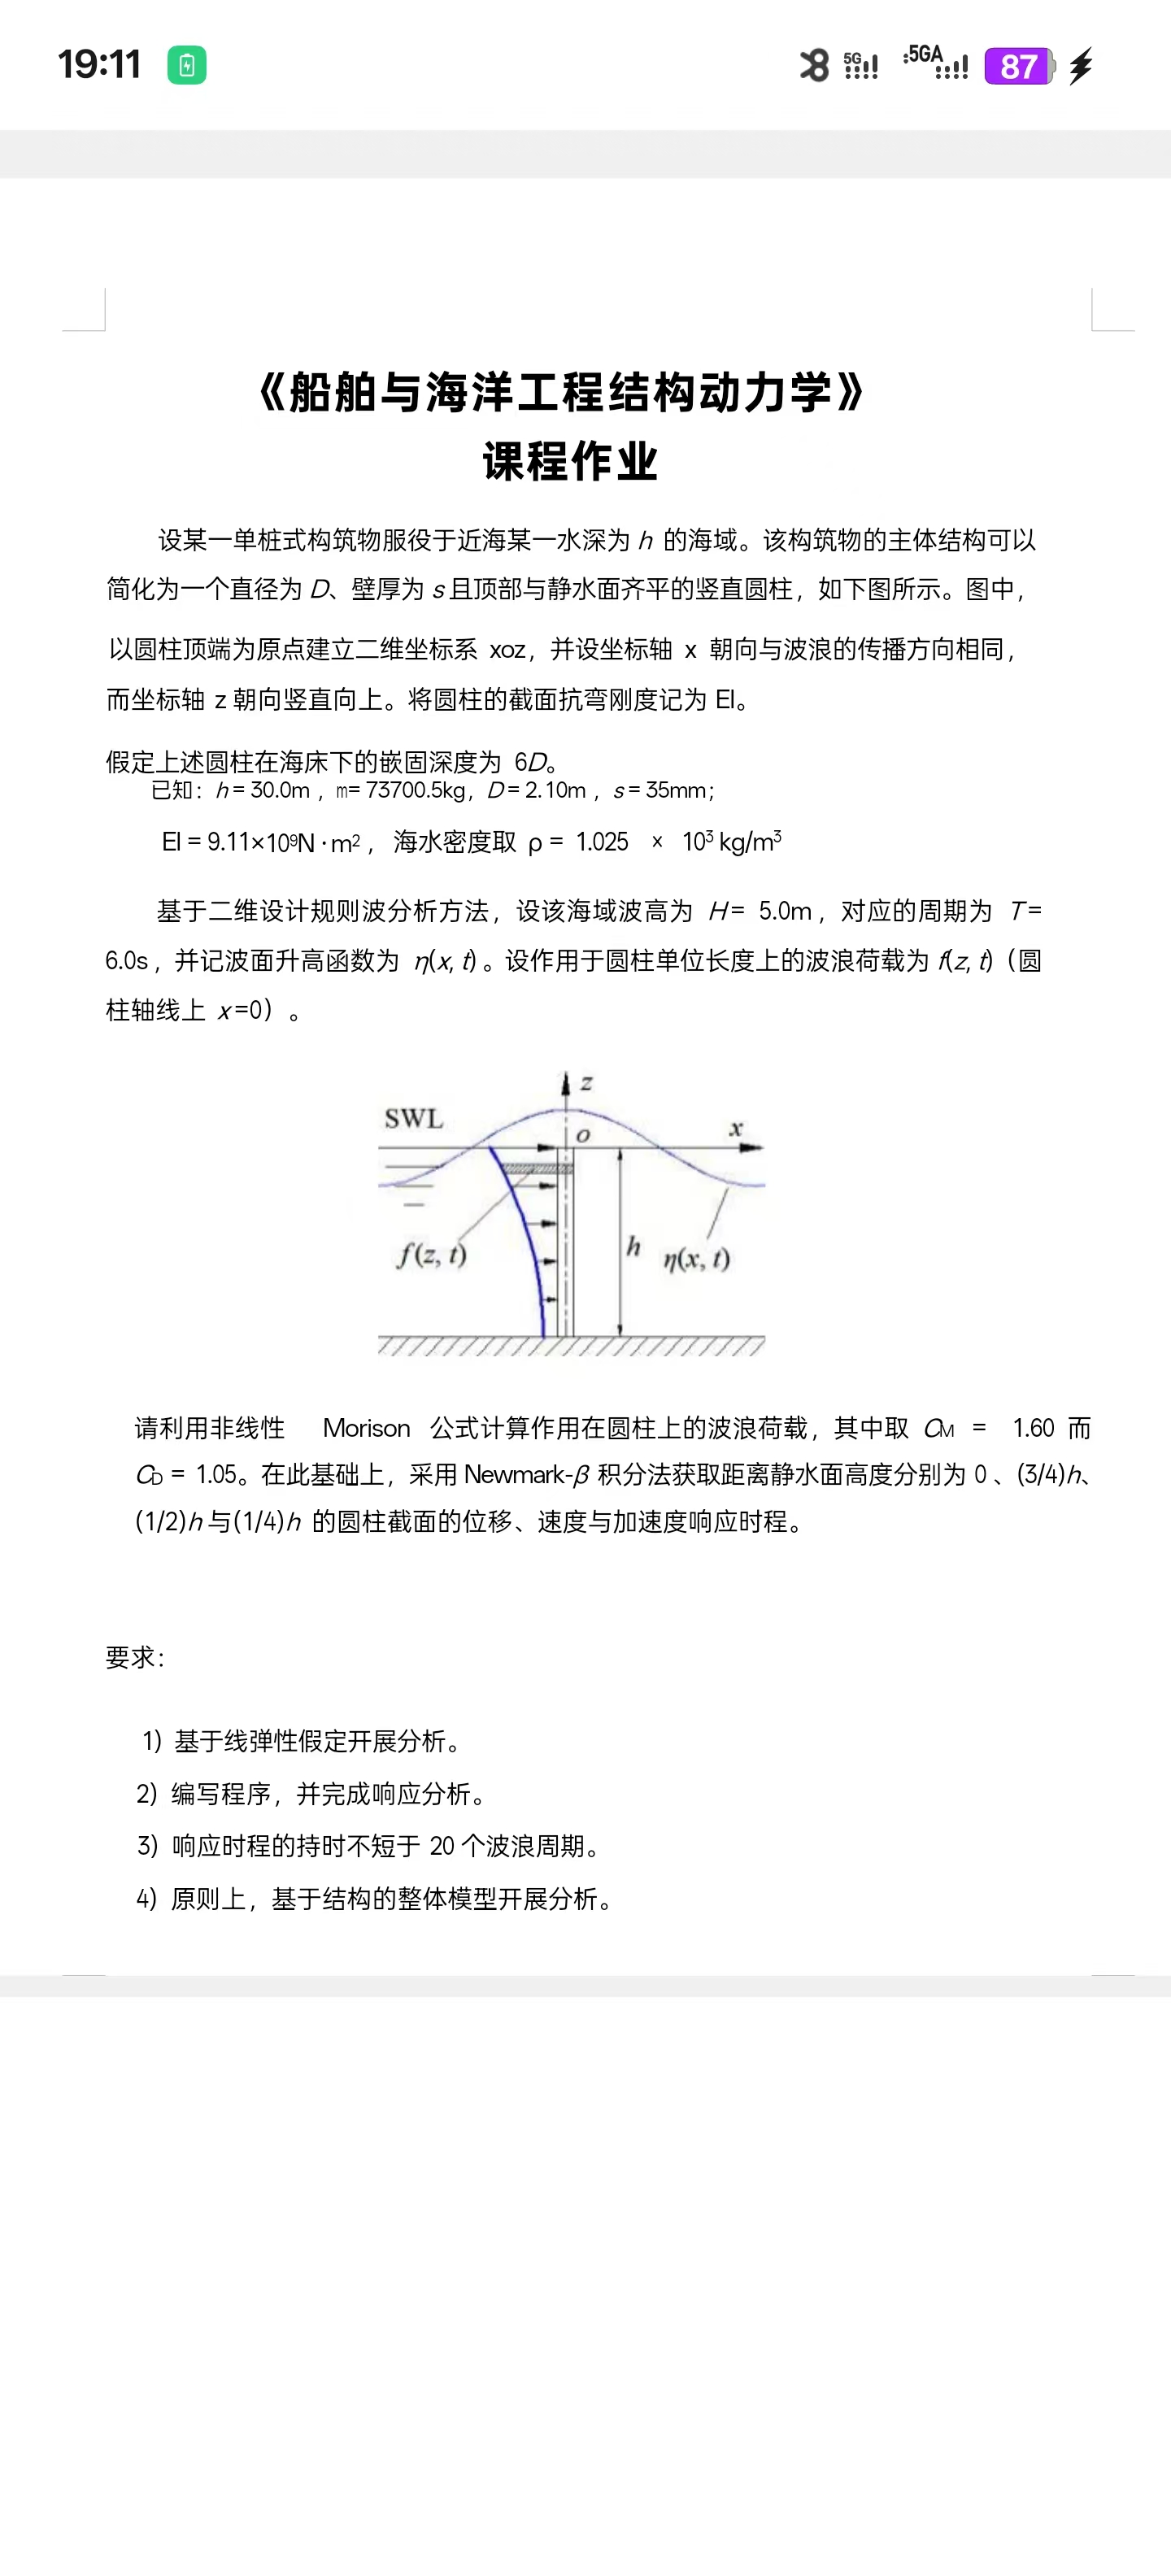 19:11
5G
:5GA
87
《船舶与海洋工程结构动力学》
课程作业
设某一单桩式构筑物服役于近海某一水深为 h 的海域。该构筑物的主体结构可以
简化为一个直径为 D、壁厚为 s 且顶部与静水面齐平的竖直圆柱，如下图所示。图中，
以圆柱顶端为原点建立二维坐标系 xoz，并设坐标轴 x 朝向与波浪的传播方向相同，
而坐标轴 z 朝向竖直向上。将圆柱的截面抗弯刚度记为 EI。
假定上述圆柱在海床下的嵌固深度为 6D。
已知：h = 30.0m ，m= 73700.5kg，D = 2.10m ，s = 35mm；
EI = 9.11×10⁹N · m² ， 海水密度取 ρ = 1.025 × 10³ kg/m³
基于二维设计规则波分析方法，设该海域波高为 H= 5.0m ，对应的周期为 T=
6.0s ，并记波面升高函数为 η(x, t) 。设作用于圆柱单位长度上的波浪荷载为 f(z, t)（圆
柱轴线上 x =0）。
z
SWL
o
x
f(z, t)
h
η(x, t)
请利用非线性 Morison 公式计算作用在圆柱上的波浪荷载，其中取 CM = 1.60 而
CD = 1.05。在此基础上，采用 Newmark-β 积分法获取距离静水面高度分别为 0 、(3/4)h、
(1/2)h 与(1/4)h 的圆柱截面的位移、速度与加速度响应时程。
要求：
1) 基于线弹性假定开展分析。
2) 编写程序，并完成响应分析。
3) 响应时程的持时不短于 20 个波浪周期。
4) 原则上，基于结构的整体模型开展分析。